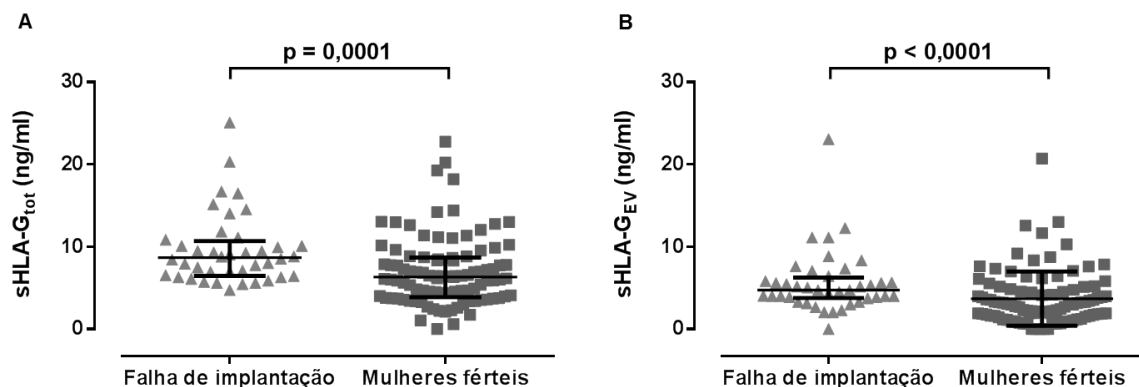 A
p = 0,0001
sHLA-Gtot (ng/ml)
30
20
10
0
Falha de implantação
Mulheres férteis
B
p < 0,0001
sHLA-GEV (ng/ml)
30
20
10
0
Falha de implantação
Mulheres férteis